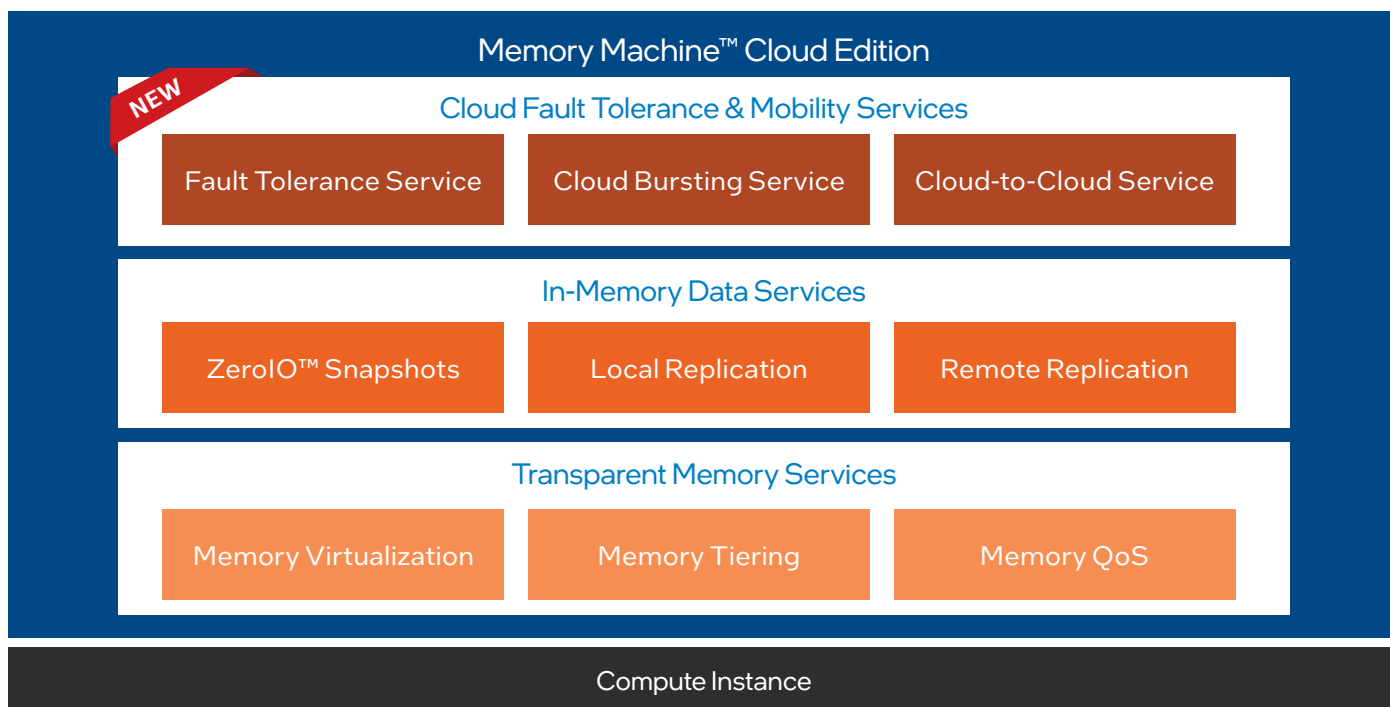 Memory Machine™ Cloud Edition
NEW
Cloud Fault Tolerance & Mobility Services
Fault Tolerance Service
Cloud Bursting Service
Cloud-to-Cloud Service
In-Memory Data Services
ZeroIO™ Snapshots
Local Replication
Remote Replication
Transparent Memory Services
Memory Virtualization
Memory Tiering
Memory QoS
Compute Instance